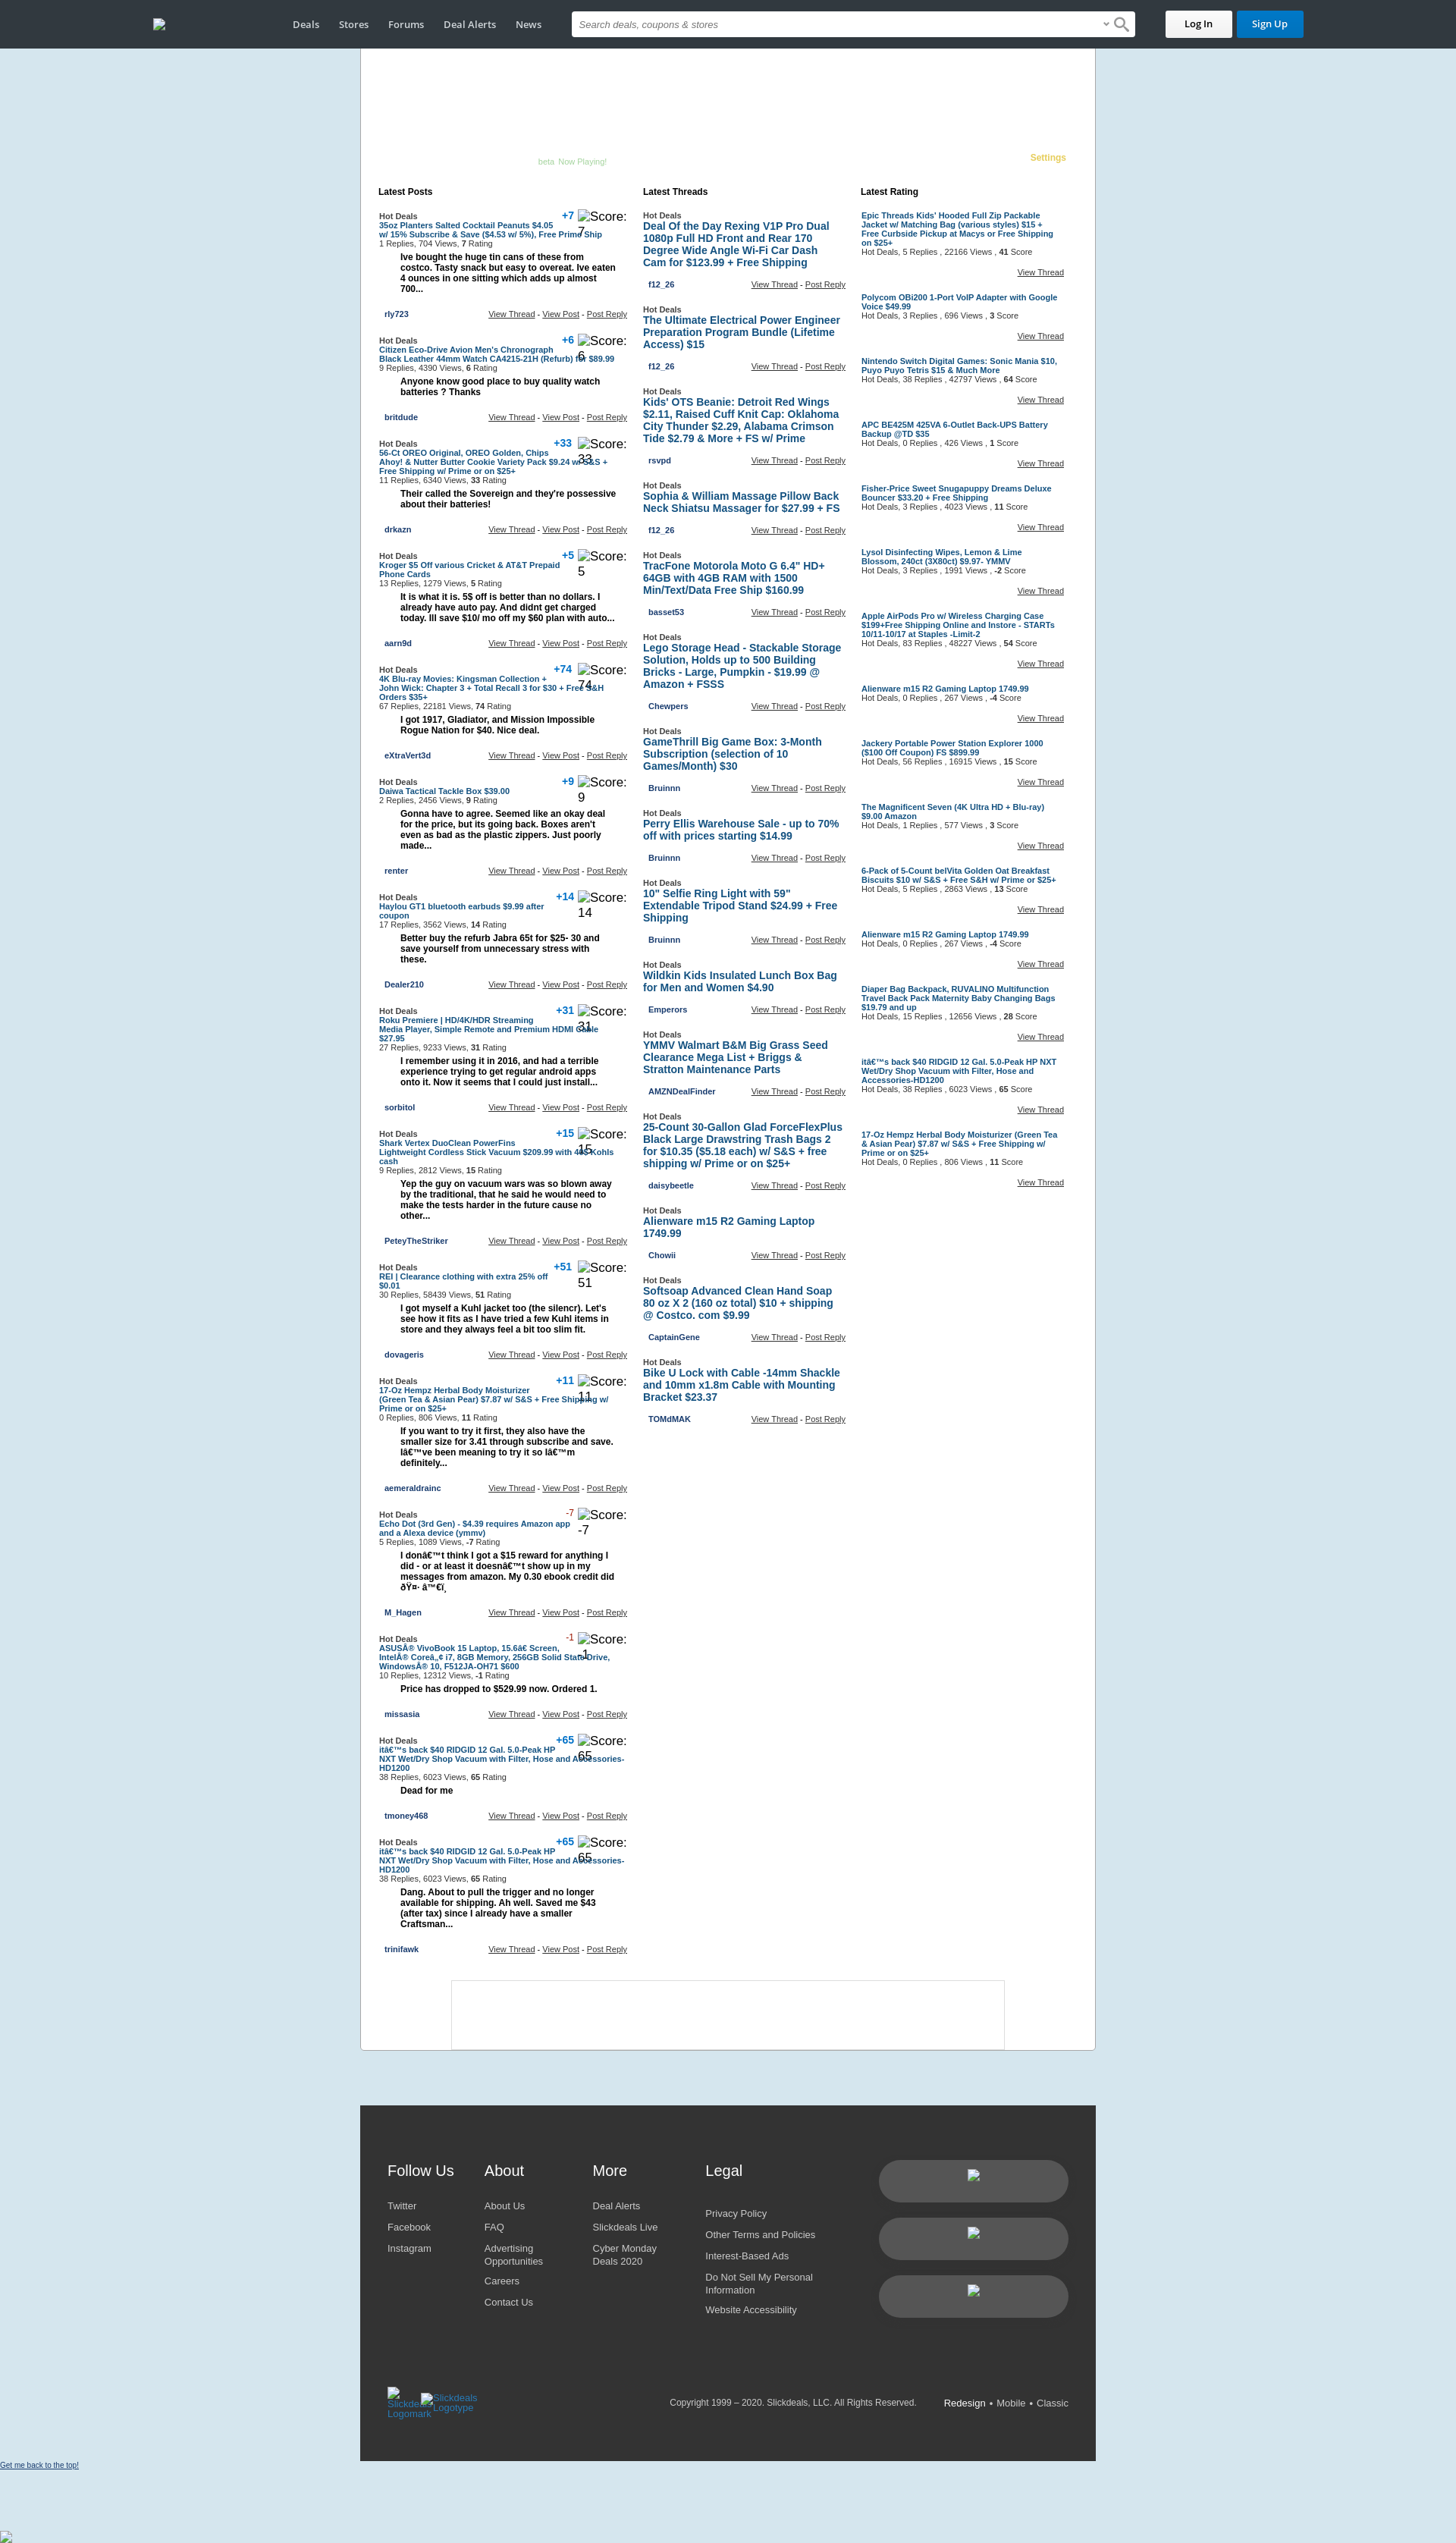 Deals Stores Forums Deal Alerts News
Search deals, coupons & stores
Log In
Sign Up
beta Now Playing!
Settings
Latest Posts
Hot Deals
+7 Score: 7
35oz Planters Salted Cocktail Peanuts $4.05
w/ 15% Subscribe & Save ($4.53 w/ 5%), Free Prime Ship
1 Replies, 704 Views, 7 Rating
Ive bought the huge tin cans of these from
costco. Tasty snack but easy to overeat. Ive eaten
4 ounces in one sitting which adds up almost
700...
rly723 View Thread - View Post - Post Reply
Hot Deals
+6 Score: 6
Citizen Eco-Drive Avion Men's Chronograph
Black Leather 44mm Watch CA4215-21H (Refurb) for $89.99
9 Replies, 4390 Views, 6 Rating
Anyone know good place to buy quality watch
batteries ? Thanks
britdude View Thread - View Post - Post Reply
Hot Deals
+33 Score: 33
56-Ct OREO Original, OREO Golden, Chips
Ahoy! & Nutter Butter Cookie Variety Pack $9.24 w/ S&S +
Free Shipping w/ Prime or on $25+
11 Replies, 6340 Views, 33 Rating
Their called the Sovereign and they're possessive
about their batteries!
drkazn View Thread - View Post - Post Reply
Hot Deals
+5 Score: 5
Kroger $5 Off various Cricket & AT&T Prepaid
Phone Cards
13 Replies, 1279 Views, 5 Rating
It is what it is. 5$ off is better than no dollars. I
already have auto pay. And didnt get charged
today. Ill save $10/ mo off my $60 plan with auto...
aarn9d View Thread - View Post - Post Reply
Hot Deals
+74 Score: 74
4K Blu-ray Movies: Kingsman Collection +
John Wick: Chapter 3 + Total Recall 3 for $30 + Free S&H
Orders $35+
67 Replies, 22181 Views, 74 Rating
I got 1917, Gladiator, and Mission Impossible
Rogue Nation for $40. Nice deal.
eXtraVert3d View Thread - View Post - Post Reply
Hot Deals
+9 Score: 9
Daiwa Tactical Tackle Box $39.00
2 Replies, 2456 Views, 9 Rating
Gonna have to agree. Seemed like an okay deal
for the price, but its going back. Boxes aren't
even as bad as the plastic zippers. Just poorly
made...
renter View Thread - View Post - Post Reply
Hot Deals
+14 Score: 14
Haylou GT1 bluetooth earbuds $9.99 after
coupon
17 Replies, 3562 Views, 14 Rating
Better buy the refurb Jabra 65t for $25- 30 and
save yourself from unnecessary stress with
these.
Dealer210 View Thread - View Post - Post Reply
Hot Deals
+31 Score: 31
Roku Premiere | HD/4K/HDR Streaming
Media Player, Simple Remote and Premium HDMI Cable
$27.95
27 Replies, 9233 Views, 31 Rating
I remember using it in 2016, and had a terrible
experience trying to get regular android apps
onto it. Now it seems that I could just install...
sorbitol View Thread - View Post - Post Reply
Hot Deals
+15 Score: 15
Shark Vertex DuoClean PowerFins
Lightweight Cordless Stick Vacuum $209.99 with 40$ Kohls
cash
9 Replies, 2812 Views, 15 Rating
Yep the guy on vacuum wars was so blown away
by the traditional, that he said he would need to
make the tests harder in the future cause no
other...
PeteyTheStriker View Thread - View Post - Post Reply
Hot Deals
+51 Score: 51
REI | Clearance clothing with extra 25% off
$0.01
30 Replies, 58439 Views, 51 Rating
I got myself a Kuhl jacket too (the silencr). Let's
see how it fits as I have tried a few Kuhl items in
store and they always feel a bit too slim fit.
dovageris View Thread - View Post - Post Reply
Hot Deals
+11 Score: 11
17-Oz Hempz Herbal Body Moisturizer
(Green Tea & Asian Pear) $7.87 w/ S&S + Free Shipping w/
Prime or on $25+
0 Replies, 806 Views, 11 Rating
If you want to try it first, they also have the
smaller size for 3.41 through subscribe and save.
Iâ€™ve been meaning to try it so Iâ€™m
definitely...
aemeraldrainc View Thread - View Post - Post Reply
Hot Deals
-7 Score: -7
Echo Dot (3rd Gen) - $4.39 requires Amazon app
and a Alexa device (ymmv)
5 Replies, 1089 Views, -7 Rating
I donâ€™t think I got a $15 reward for anything I
did - or at least it doesnâ€™t show up in my
messages from amazon. My 0.30 ebook credit did
ðŸ¤· â™€ï¸
M_Hagen View Thread - View Post - Post Reply
Hot Deals
-1 Score: -1
ASUSÂ® VivoBook 15 Laptop, 15.6â€ Screen,
IntelÂ® Coreâ„¢ i7, 8GB Memory, 256GB Solid State Drive,
WindowsÂ® 10, F512JA-OH71 $600
10 Replies, 12312 Views, -1 Rating
Price has dropped to $529.99 now. Ordered 1.
missasia View Thread - View Post - Post Reply
Hot Deals
+65 Score: 65
itâ€™s back $40 RIDGID 12 Gal. 5.0-Peak HP
NXT Wet/Dry Shop Vacuum with Filter, Hose and Accessories-
HD1200
38 Replies, 6023 Views, 65 Rating
Dead for me
tmoney468 View Thread - View Post - Post Reply
Hot Deals
+65 Score: 65
itâ€™s back $40 RIDGID 12 Gal. 5.0-Peak HP
NXT Wet/Dry Shop Vacuum with Filter, Hose and Accessories-
HD1200
38 Replies, 6023 Views, 65 Rating
Dang. About to pull the trigger and no longer
available for shipping. Ah well. Saved me $43
(after tax) since I already have a smaller
Craftsman...
trinifawk View Thread - View Post - Post Reply
Latest Threads
Hot Deals
Deal Of the Day Rexing V1P Pro Dual
1080p Full HD Front and Rear 170
Degree Wide Angle Wi-Fi Car Dash
Cam for $123.99 + Free Shipping
f12_26 View Thread - Post Reply
Hot Deals
The Ultimate Electrical Power Engineer
Preparation Program Bundle (Lifetime
Access) $15
f12_26 View Thread - Post Reply
Hot Deals
Kids' OTS Beanie: Detroit Red Wings
$2.11, Raised Cuff Knit Cap: Oklahoma
City Thunder $2.29, Alabama Crimson
Tide $2.79 & More + FS w/ Prime
rsvpd View Thread - Post Reply
Hot Deals
Sophia & William Massage Pillow Back
Neck Shiatsu Massager for $27.99 + FS
f12_26 View Thread - Post Reply
Hot Deals
TracFone Motorola Moto G 6.4" HD+
64GB with 4GB RAM with 1500
Min/Text/Data Free Ship $160.99
basset53 View Thread - Post Reply
Hot Deals
Lego Storage Head - Stackable Storage
Solution, Holds up to 500 Building
Bricks - Large, Pumpkin - $19.99 @
Amazon + FSSS
Chewpers View Thread - Post Reply
Hot Deals
GameThrill Big Game Box: 3-Month
Subscription (selection of 10
Games/Month) $30
Bruinnn View Thread - Post Reply
Hot Deals
Perry Ellis Warehouse Sale - up to 70%
off with prices starting $14.99
Bruinnn View Thread - Post Reply
Hot Deals
10" Selfie Ring Light with 59"
Extendable Tripod Stand $24.99 + Free
Shipping
Bruinnn View Thread - Post Reply
Hot Deals
Wildkin Kids Insulated Lunch Box Bag
for Men and Women $4.90
Emperors View Thread - Post Reply
Hot Deals
YMMV Walmart B&M Big Grass Seed
Clearance Mega List + Briggs &
Stratton Maintenance Parts
AMZNDealFinder View Thread - Post Reply
Hot Deals
25-Count 30-Gallon Glad ForceFlexPlus
Black Large Drawstring Trash Bags 2
for $10.35 ($5.18 each) w/ S&S + free
shipping w/ Prime or on $25+
daisybeetle View Thread - Post Reply
Hot Deals
Alienware m15 R2 Gaming Laptop
1749.99
Chowii View Thread - Post Reply
Hot Deals
Softsoap Advanced Clean Hand Soap
80 oz X 2 (160 oz total) $10 + shipping
@ Costco. com $9.99
CaptainGene View Thread - Post Reply
Hot Deals
Bike U Lock with Cable -14mm Shackle
and 10mm x1.8m Cable with Mounting
Bracket $23.37
TOMdMAK View Thread - Post Reply
Latest Rating
Epic Threads Kids' Hooded Full Zip Packable
Jacket w/ Matching Bag (various styles) $15 +
Free Curbside Pickup at Macys or Free Shipping
on $25+
Hot Deals, 5 Replies , 22166 Views , 41 Score
View Thread
Polycom OBi200 1-Port VoIP Adapter with Google
Voice $49.99
Hot Deals, 3 Replies , 696 Views , 3 Score
View Thread
Nintendo Switch Digital Games: Sonic Mania $10,
Puyo Puyo Tetris $15 & Much More
Hot Deals, 38 Replies , 42797 Views , 64 Score
View Thread
APC BE425M 425VA 6-Outlet Back-UPS Battery
Backup @TD $35
Hot Deals, 0 Replies , 426 Views , 1 Score
View Thread
Fisher-Price Sweet Snugapuppy Dreams Deluxe
Bouncer $33.20 + Free Shipping
Hot Deals, 3 Replies , 4023 Views , 11 Score
View Thread
Lysol Disinfecting Wipes, Lemon & Lime
Blossom, 240ct (3X80ct) $9.97- YMMV
Hot Deals, 3 Replies , 1991 Views , -2 Score
View Thread
Apple AirPods Pro w/ Wireless Charging Case
$199+Free Shipping Online and Instore - STARTs
10/11-10/17 at Staples -Limit-2
Hot Deals, 83 Replies , 48227 Views , 54 Score
View Thread
Alienware m15 R2 Gaming Laptop 1749.99
Hot Deals, 0 Replies , 267 Views , -4 Score
View Thread
Jackery Portable Power Station Explorer 1000
($100 Off Coupon) FS $899.99
Hot Deals, 56 Replies , 16915 Views , 15 Score
View Thread
The Magnificent Seven (4K Ultra HD + Blu-ray)
$9.00 Amazon
Hot Deals, 1 Replies , 577 Views , 3 Score
View Thread
6-Pack of 5-Count belVita Golden Oat Breakfast
Biscuits $10 w/ S&S + Free S&H w/ Prime or $25+
Hot Deals, 5 Replies , 2863 Views , 13 Score
View Thread
Alienware m15 R2 Gaming Laptop 1749.99
Hot Deals, 0 Replies , 267 Views , -4 Score
View Thread
Diaper Bag Backpack, RUVALINO Multifunction
Travel Back Pack Maternity Baby Changing Bags
$19.79 and up
Hot Deals, 15 Replies , 12656 Views , 28 Score
View Thread
itâ€™s back $40 RIDGID 12 Gal. 5.0-Peak HP NXT
Wet/Dry Shop Vacuum with Filter, Hose and
Accessories-HD1200
Hot Deals, 38 Replies , 6023 Views , 65 Score
View Thread
17-Oz Hempz Herbal Body Moisturizer (Green Tea
& Asian Pear) $7.87 w/ S&S + Free Shipping w/
Prime or on $25+
Hot Deals, 0 Replies , 806 Views , 11 Score
View Thread
Follow Us
Twitter
Facebook
Instagram
About
About Us
FAQ
Advertising
Opportunities
Careers
Contact Us
More
Deal Alerts
Slickdeals Live
Cyber Monday
Deals 2020
Legal
Privacy Policy
Other Terms and Policies
Interest-Based Ads
Do Not Sell My Personal
Information
Website Accessibility
Slickdeals
Logomark
Slickdeals
Logotype
Copyright 1999 – 2020. Slickdeals, LLC. All Rights Reserved.
Redesign • Mobile • Classic
Get me back to the top!